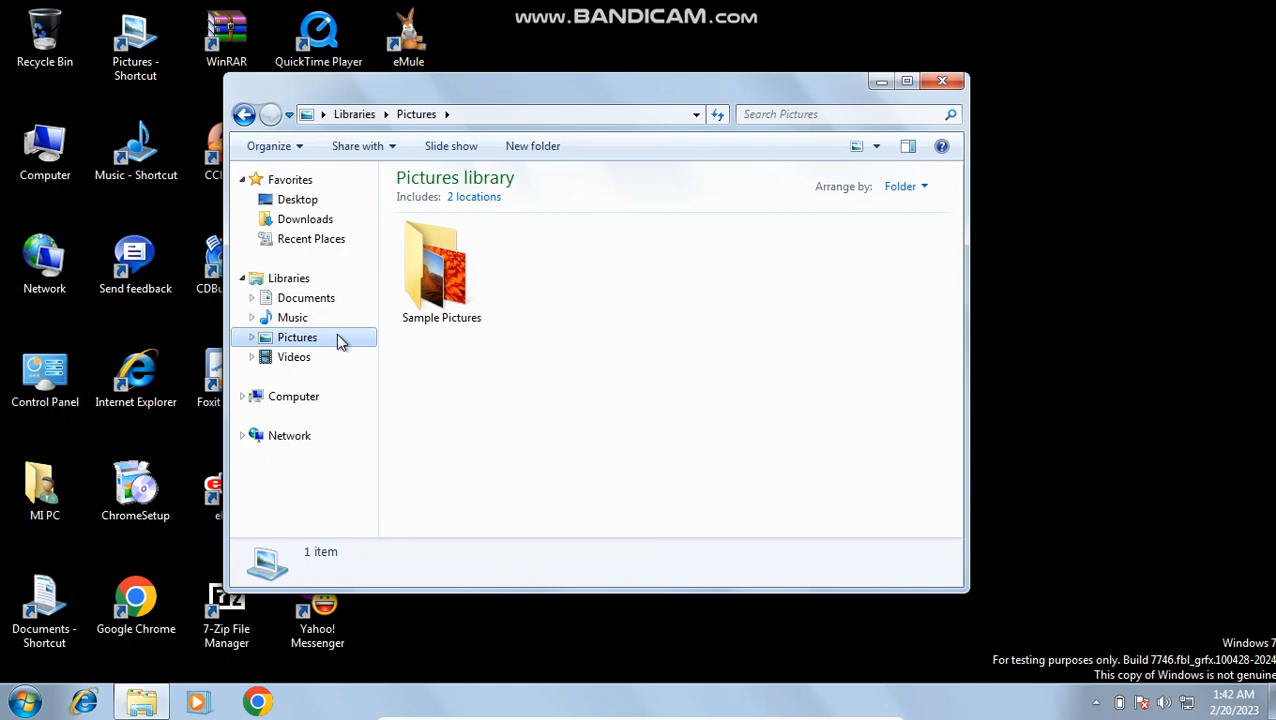 www.BANDICAM.com
Recycle Bin
Pictures -
Shortcut
WinRAR
QuickTime Player
eMule
Libraries
Pictures
Search Pictures
Organize
Share with
Slide show
New folder
Computer
Music - Shortcut
CCl
Favorites
Desktop
Downloads
Recent Places
Pictures library
Includes: 2 locations
Arrange by: Folder
Network
Send feedback
CDBu
Libraries
Documents
Music
Pictures
Videos
Sample Pictures
Control Panel
Internet Explorer
Foxit
Computer
Network
MI PC
ChromeSetup
1 item
Documents -
Shortcut
Google Chrome
7-Zip File
Manager
Yahoo!
Messenger
Windows 7
For testing purposes only. Build 7746.fbl_grfx.100428-2024
This copy of Windows is not genuine
1:42 AM
2/20/2023